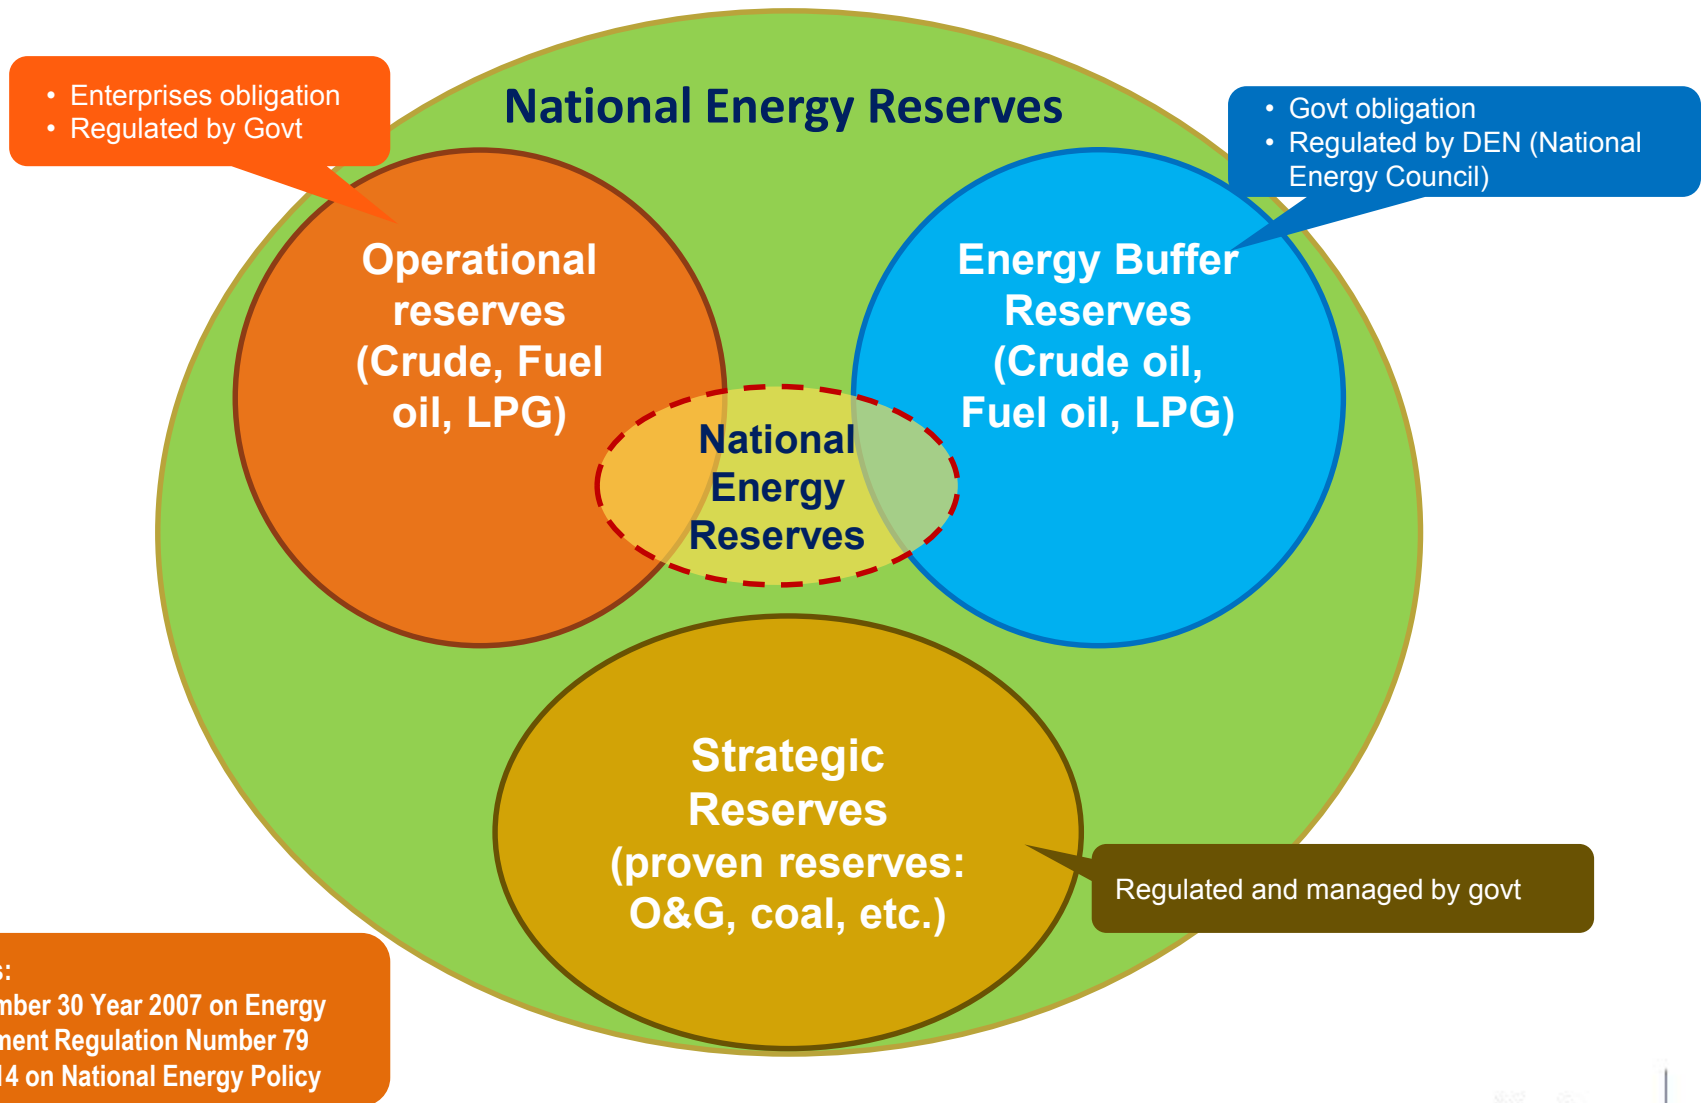 National Energy Reserves
• Enterprises obligation
• Regulated by Govt
• Govt obligation
• Regulated by DEN (National
Energy Council)
Operational
reserves
(Crude, Fuel
oil, LPG)
Energy Buffer
Reserves
(Crude oil,
Fuel oil, LPG)
National
Energy
Reserves
Strategic
Reserves
(proven reserves:
O&G, coal, etc.)
Regulated and managed by govt
s:
mber 30 Year 2007 on Energy
ment Regulation Number 79
14 on National Energy Policy